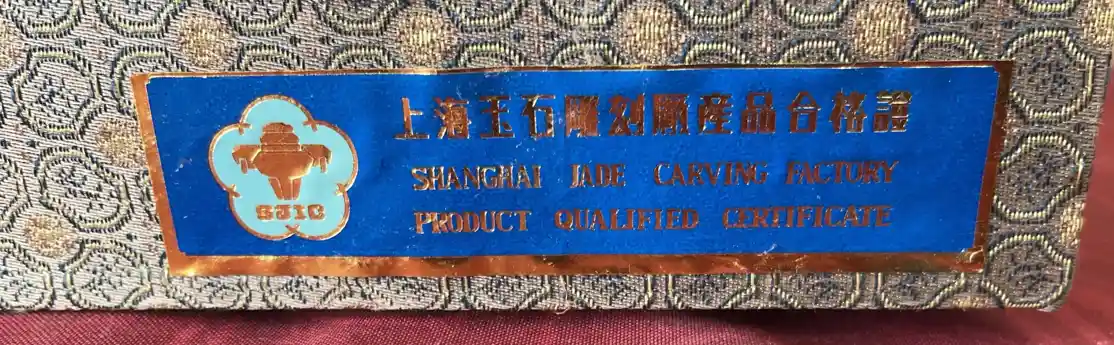 上海玉石雕刻厰産品合格證
SHANGHAI JADE CARVING FACTORY
PRODUCT QUALIFIED CERTIFICATE
SJIC